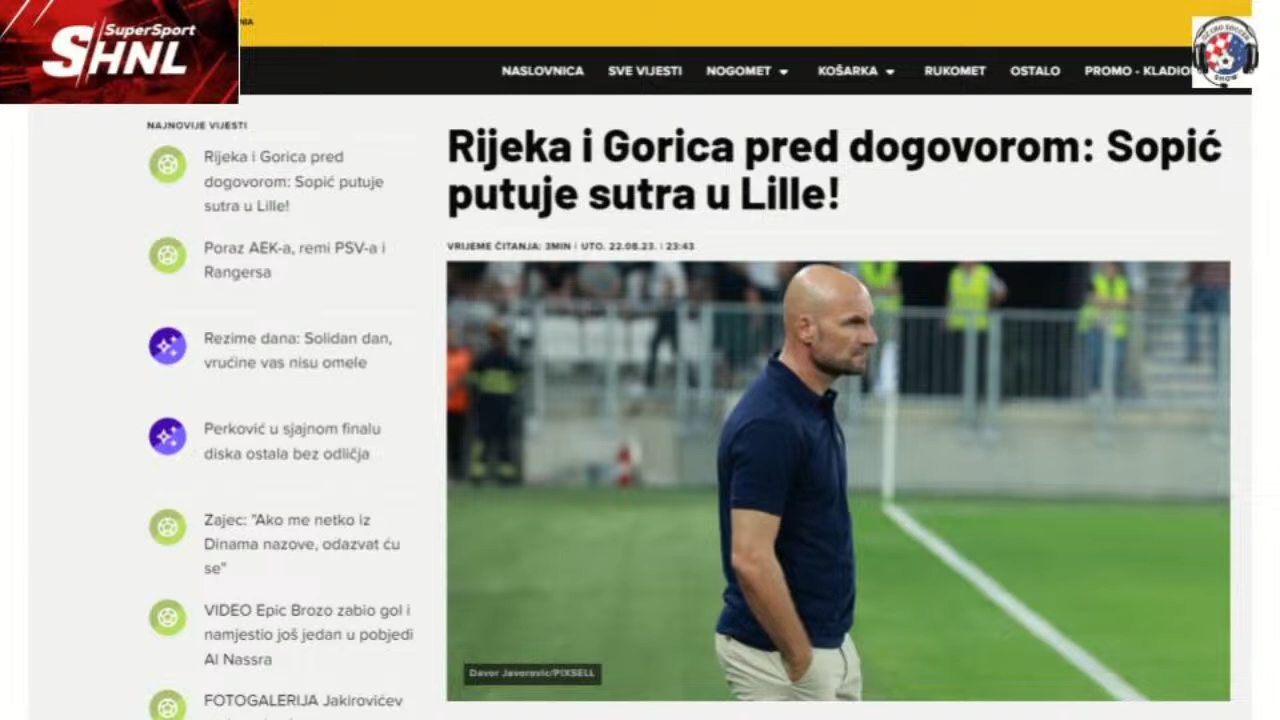 SuperSport
SHNL
NASLOVNICA SVE VIJESTI NOGOMET KOŠARKA RUKOMET OSTALO PROMO - KLADION
SHOW
NAJNOVIJE VIJESTI
Rijeka i Gorica pred
dogovorom: Sopić putuje
sutra u Lille!
Poraz AEK-a, remi PSV-a i
Rangersa
Rezime dana: Solidan dan,
vrućine vas nisu omele
Perković u sjajnom finalu
diska ostala bez odličja
Zajec: "Ako me netko iz
Dinama nazove, odazvat ću
se"
VIDEO Epic Brozo zabio gol i
namjestio još jedan u pobjedi
Al Nassra
FOTOGALERIJA Jakirovićev
Rijeka i Gorica pred dogovorom: Sopić
putuje sutra u Lille!
VRIJEME ČITANJA: 3MIN | UTO. 22.08.23. | 23:43
Davor Javorovic/PIXSELL